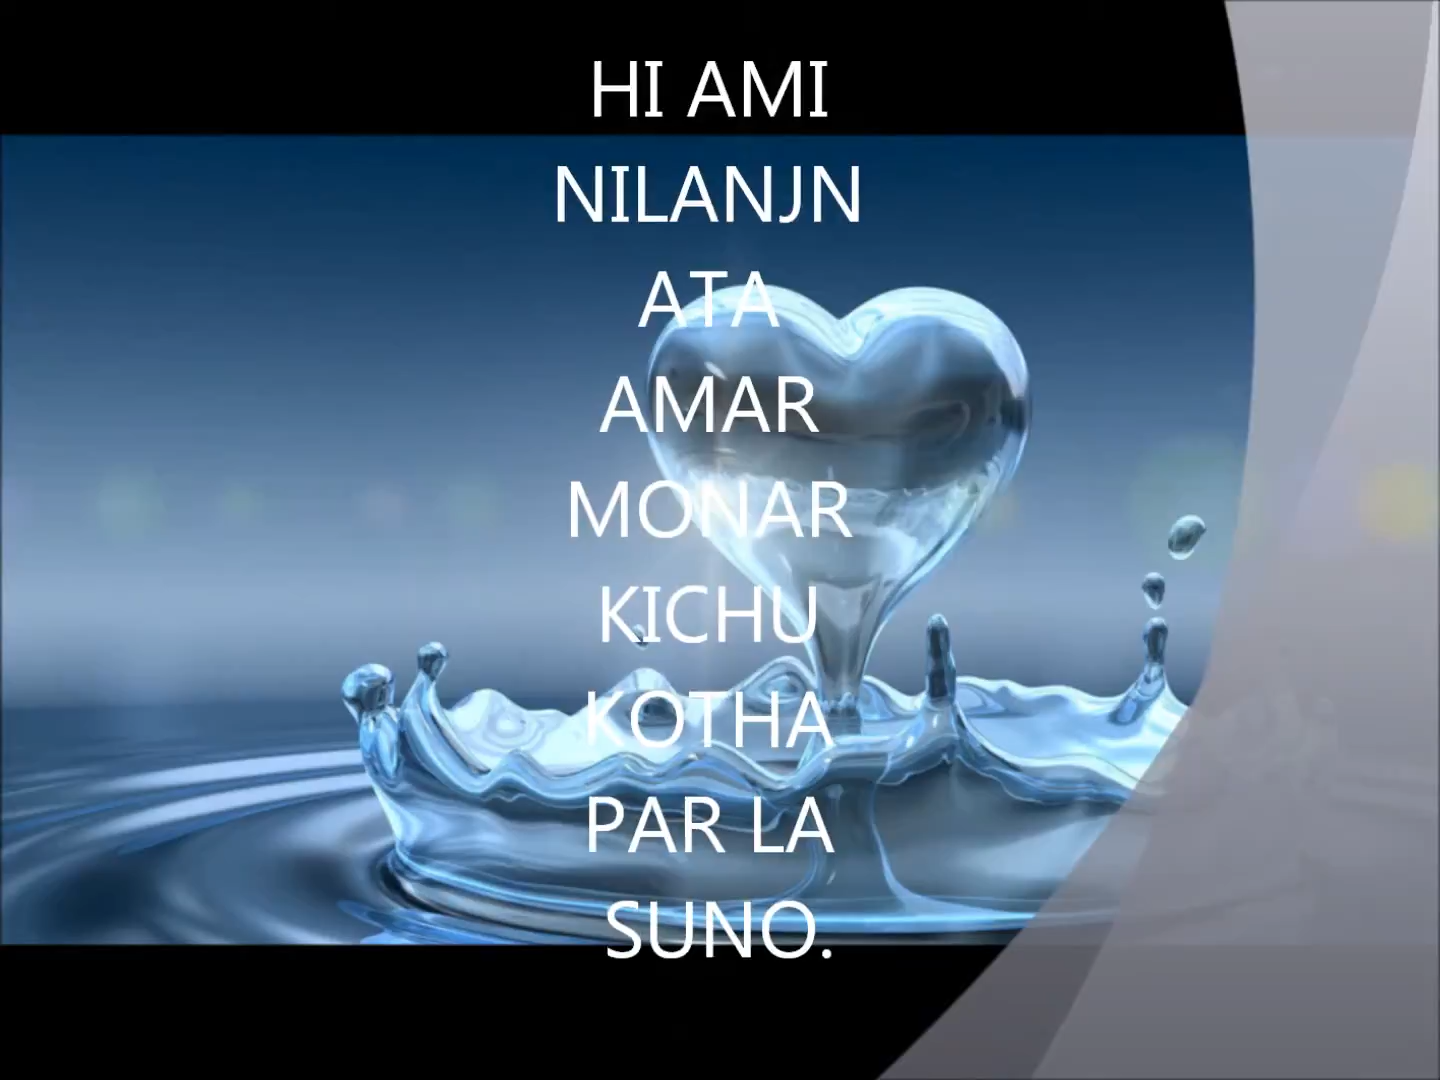 HI AMI
NILANJN
ATA
AMAR
MONAR
KICHU
KOTHA
PAR LA
SUNO.